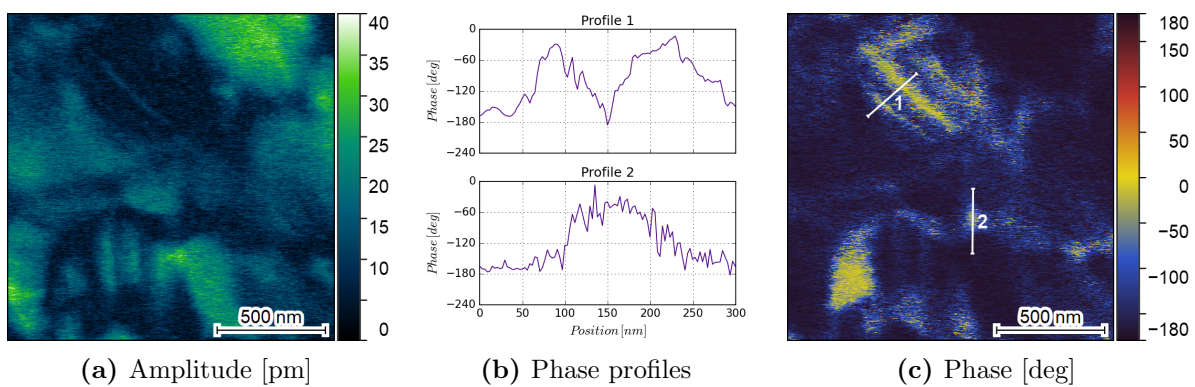 40
35
30
25
20
15
10
0
500 nm
(a) Amplitude [pm]
Profile 1
0
-60
-120
-180
-240
Phase [deg]
Profile 2
0
-60
-120
-180
-240
Phase [deg]
0 50 100 150 200 250 300
Position [nm]
(b) Phase profiles
1
2
500 nm
180
150
100
50
0
-50
-100
-180
(c) Phase [deg]